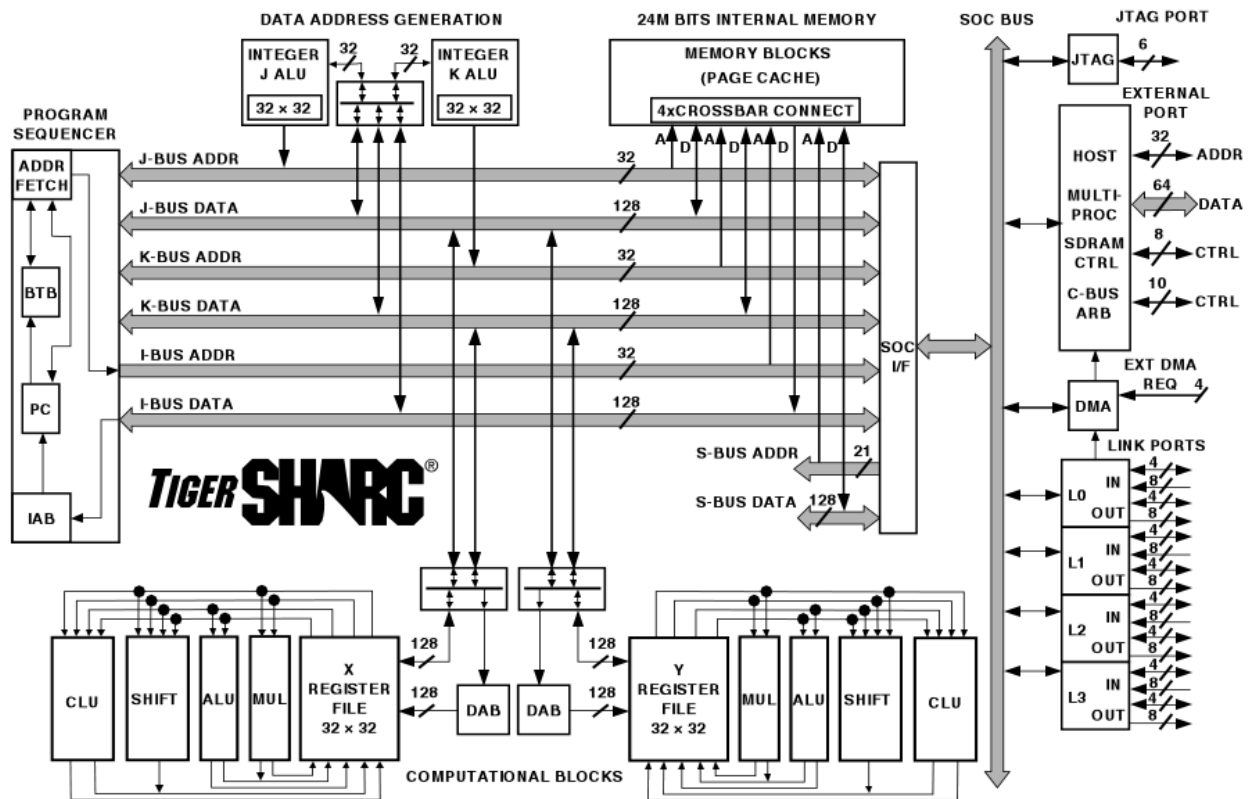 DATA ADDRESS GENERATION
24M BITS INTERNAL MEMORY
SOC BUS
JTAG PORT
INTEGER
J ALU
32 × 32
32
32
INTEGER
K ALU
32 × 32
MEMORY BLOCKS
(PAGE CACHE)
4xCROSSBAR CONNECT
JTAG
6
PROGRAM
SEQUENCER
ADDR
FETCH
BTB
PC
IAB
A D A D A D A D
EXTERNAL
PORT
HOST
32
ADDR
MULTI-
PROC
64
DATA
SDRAM
CTRL
8
CTRL
C-BUS
ARB
10
CTRL
J-BUS ADDR
32
J-BUS DATA
128
K-BUS ADDR
32
K-BUS DATA
128
I-BUS ADDR
32
I-BUS DATA
128
SOC
I/F
S-BUS ADDR
21
S-BUS DATA
128
EXT DMA
REQ
4
DMA
TIGER SHARC®
LINK PORTS
L0
IN
OUT
4
8
4
8
L1
IN
OUT
4
8
4
8
L2
IN
OUT
4
8
4
8
L3
IN
OUT
4
8
4
8
CLU
SHIFT
ALU
MUL
X
REGISTER
FILE
32 × 32
128
128
DAB
DAB
128
128
Y
REGISTER
FILE
32 × 32
MUL
ALU
SHIFT
CLU
COMPUTATIONAL BLOCKS